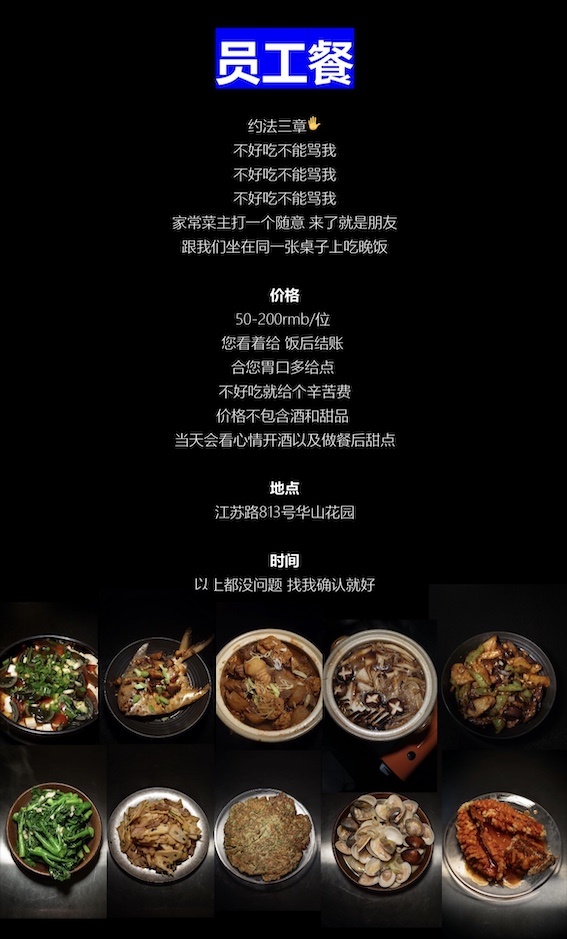 员工餐
约法三章✋
不好吃不能骂我
不好吃不能骂我
不好吃不能骂我
家常菜主打一个随意 来了就是朋友
跟我们坐在同一张桌子上吃晚饭
价格
50-200rmb/位
您看着给 饭后结账
合您胃口多给点
不好吃就给个辛苦费
价格不包含酒和甜品
当天会看心情开酒以及做餐后甜点
地点
江苏路813号华山花园
时间
以上都没问题 找我确认就好